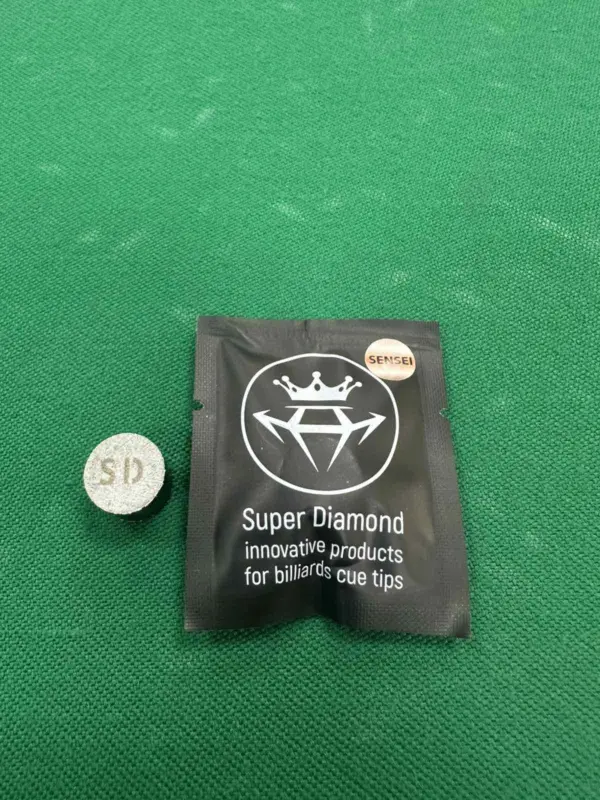 SENSEI
SD
Super Diamond
innovative products
for billiards cue tips